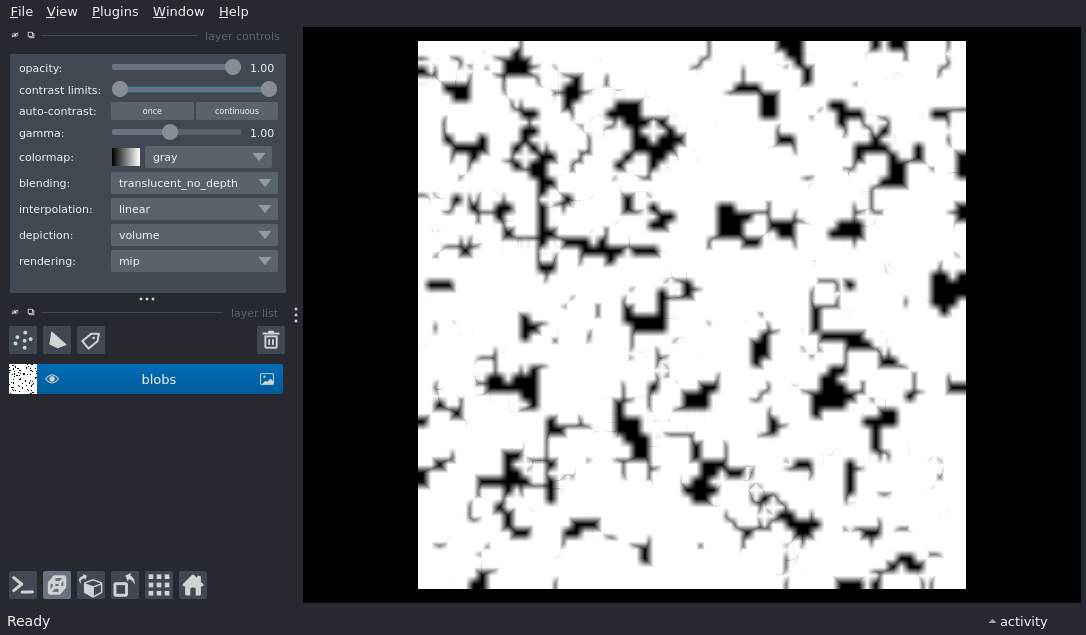 File View Plugins Window Help
layer controls
opacity: 1.00
contrast limits:
auto-contrast: once continuous
gamma: 1.00
colormap: gray
blending: translucent_no_depth
interpolation: linear
depiction: volume
rendering: mip
layer list
blobs
Ready activity